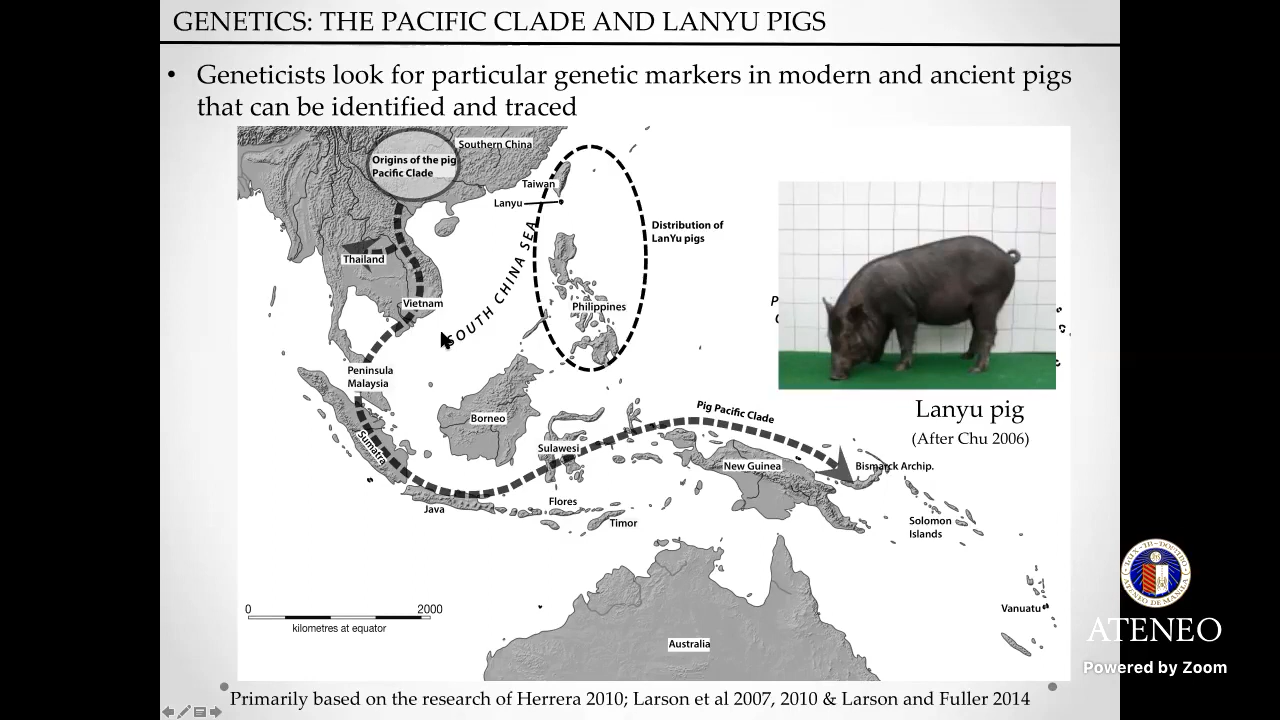 GENETICS: THE PACIFIC CLADE AND LANYU PIGS
• Geneticists look for particular genetic markers in modern and ancient pigs
that can be identified and traced
Southern China
Origins of the pig
Pacific Clade
Taiwan
Lanyu
Distribution of
LanYu pigs
Thailand
SOUTH CHINA SEA
Vietnam
Philippines
Peninsula
Malaysia
Borneo
Sumatra
Sulawesi
Pig Pacific Clade
New Guinea
Bismarck Archip.
Java
Flores
Timor
Solomon
Islands
Vanuatu
Australia
0 2000
kilometres at equator
Lanyu pig
(After Chu 2006)
Primarily based on the research of Herrera 2010; Larson et al 2007, 2010 & Larson and Fuller 2014
ATENEO
Powered by Zoom